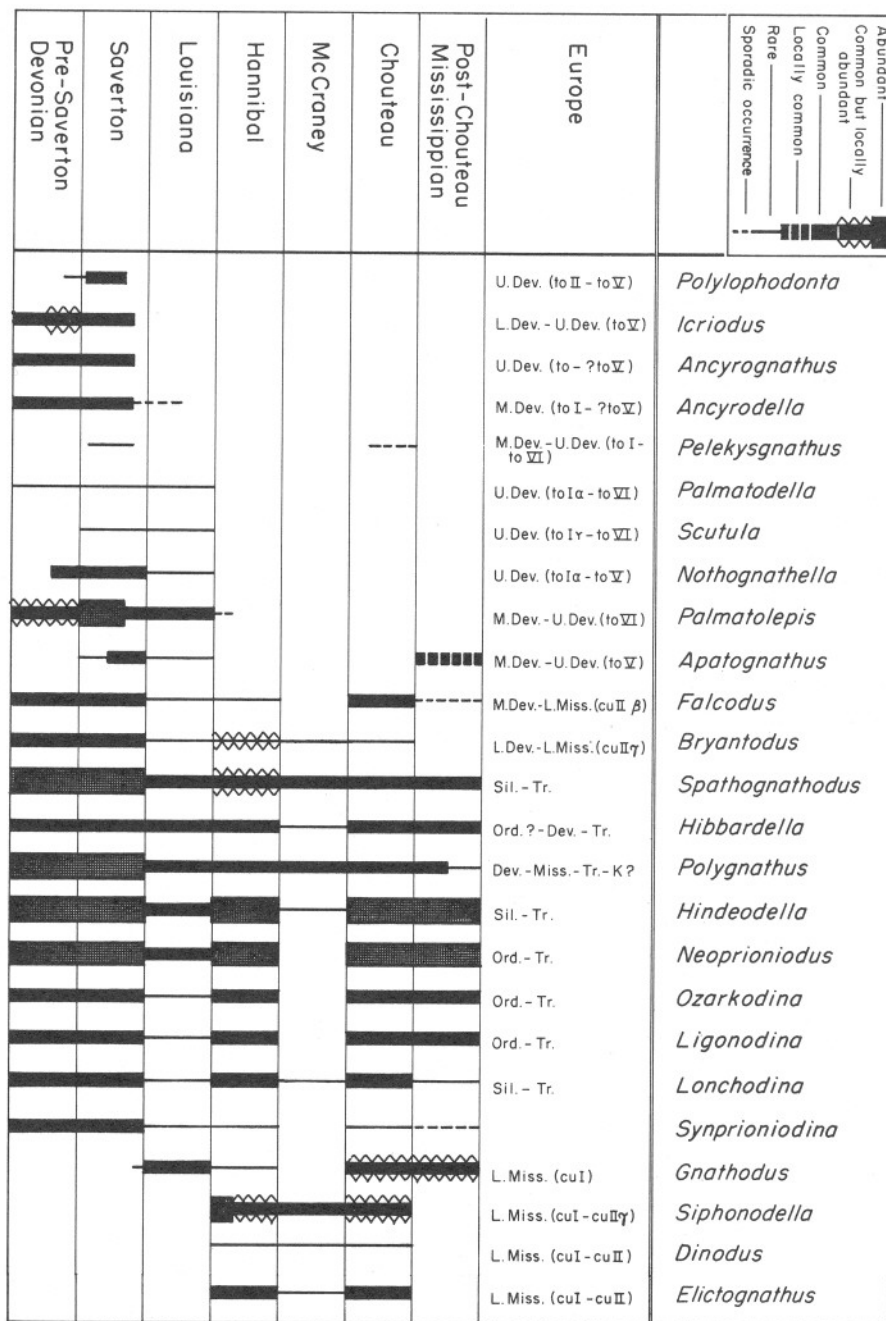 Pre-Saverton
Devonian
Saverton
Louisiana
Hannibal
McCraney
Chouteau
Post-Chouteau
Mississippian
Europe
Abundant
Common but locally
abundant
Common
Locally common
Rare
Sporadic occurrence
U. Dev. (to II - to V) Polylophodonta
L. Dev. - U. Dev. (to V) Icriodus
U. Dev. (to - ?to V) Ancyrognathus
M. Dev. (to I - ?to V) Ancyrodella
M. Dev. - U. Dev. (to I - Pelekysgnathus
to VI)
U. Dev. (to Iα - to VI) Palmatodella
U. Dev. (to Iγ - to VI) Scutula
U. Dev. (to Iα - to V) Nothognathella
M. Dev. - U. Dev. (to VI) Palmatolepis
M. Dev. - U. Dev. (to V) Apatognathus
M. Dev. - L. Miss. (cu II β) Falcodus
L. Dev. - L. Miss. (cu II γ) Bryantodus
Sil. - Tr. Spathognathodus
Ord.? - Dev. - Tr. Hibbardella
Dev. - Miss. - Tr. - K? Polygnathus
Sil. - Tr. Hindeodella
Ord. - Tr. Neoprioniodus
Ord. - Tr. Ozarkodina
Ord. - Tr. Ligonodina
Sil. - Tr. Lonchodina
Synprioniodina
L. Miss. (cu I) Gnathodus
L. Miss. (cu I - cu II γ) Siphonodella
L. Miss. (cu I - cu II) Dinodus
L. Miss. (cu I - cu II) Elictognathus